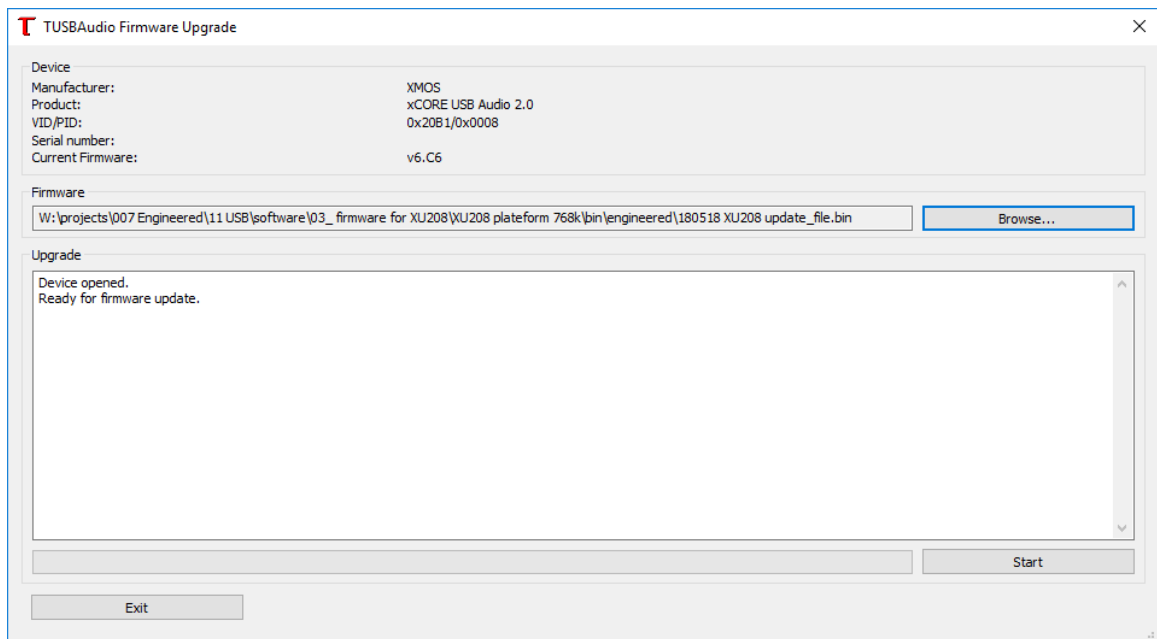 TUSBAudio Firmware Upgrade
Device
Manufacturer: XMOS
Product: xCORE USB Audio 2.0
VID/PID: 0x20B1/0x0008
Serial number:
Current Firmware: v6.C6
Firmware
W:\projects\007 Engineered\11 USB\software\03_ firmware for XU208\XU208 plateform 768k\bin\engineered\180518 XU208 update_file.bin Browse...
Upgrade
Device opened.
Ready for firmware update.
Start
Exit